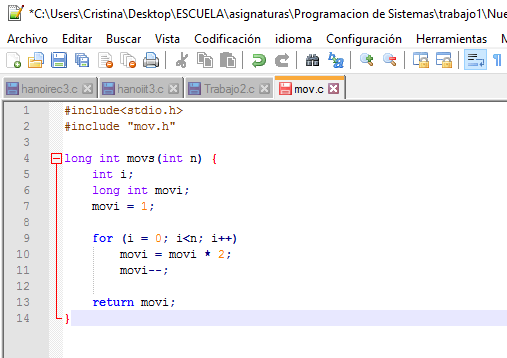 *C:\Users\Cristina\Desktop\ESCUELA\asignaturas\Programacion de Sistemas\trabajo1\Nue
Archivo Editar Buscar Vista Codificación idioma Configuración Herramientas M
hanoirec3.c hanoiit3.c Trabajo2.c mov.c
1 #include<stdio.h>
2 #include "mov.h"
3
4 long int movs(int n) {
5 int i;
6 long int movi;
7 movi = 1;
8
9 for (i = 0; i<n; i++)
10 movi = movi * 2;
11 movi--;
12
13 return movi;
14 }